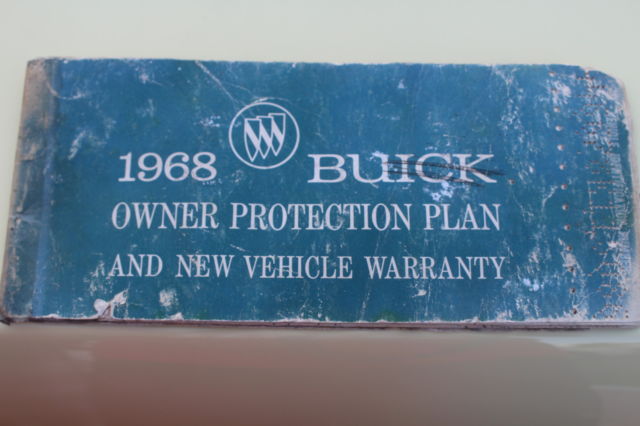 1968 BUICK
OWNER PROTECTION PLAN
AND NEW VEHICLE WARRANTY